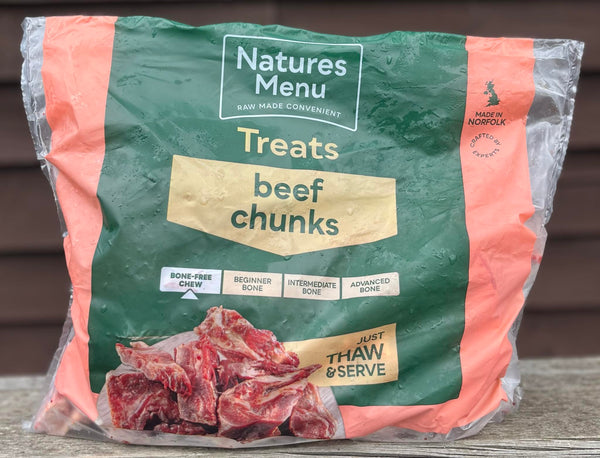 Natures
Menu
RAW MADE CONVENIENT
Treats
beef
chunks
MADE IN
NORFOLK
CRAFTED BY
EXPERTS
BONE-FREE
CHEW
BEGINNER
BONE
INTERMEDIATE
BONE
ADVANCED
BONE
JUST
THAW
& SERVE